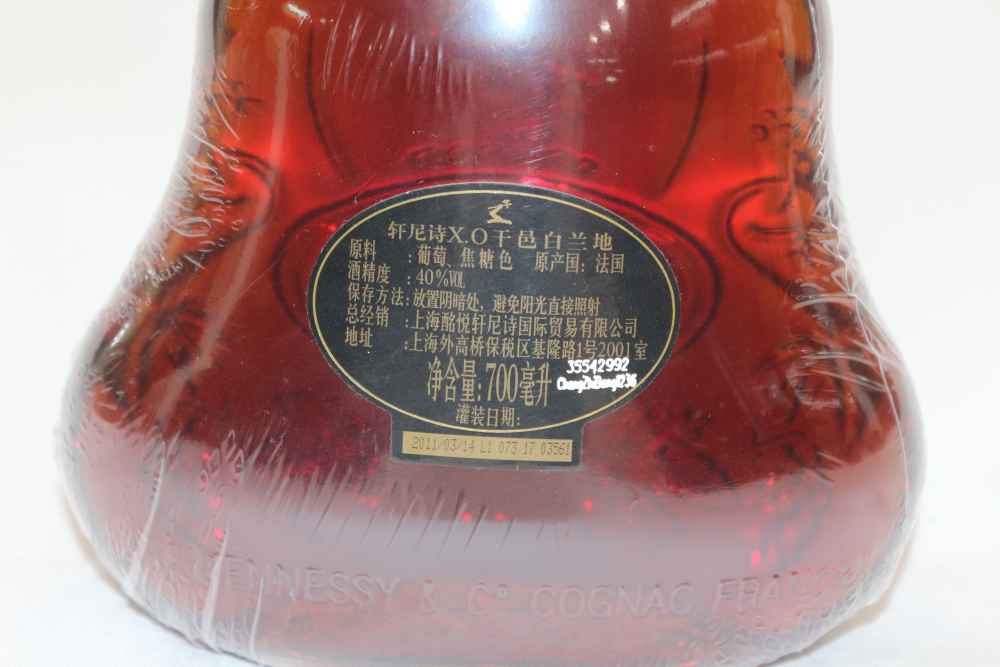 轩尼诗X.O干邑白兰地
原料 :葡萄、焦糖色 原产国:法国
酒精度 :40%VOL
保存方法:放置阴暗处,避免阳光直接照射
总经销 :上海酩悦轩尼诗国际贸易有限公司
地址 :上海外高桥保税区基隆路1号2001室
净含量:700毫升
35542992
灌装日期:
2011/03/14 L1 073 17 03561
HENNESSY & Cº COGNAC